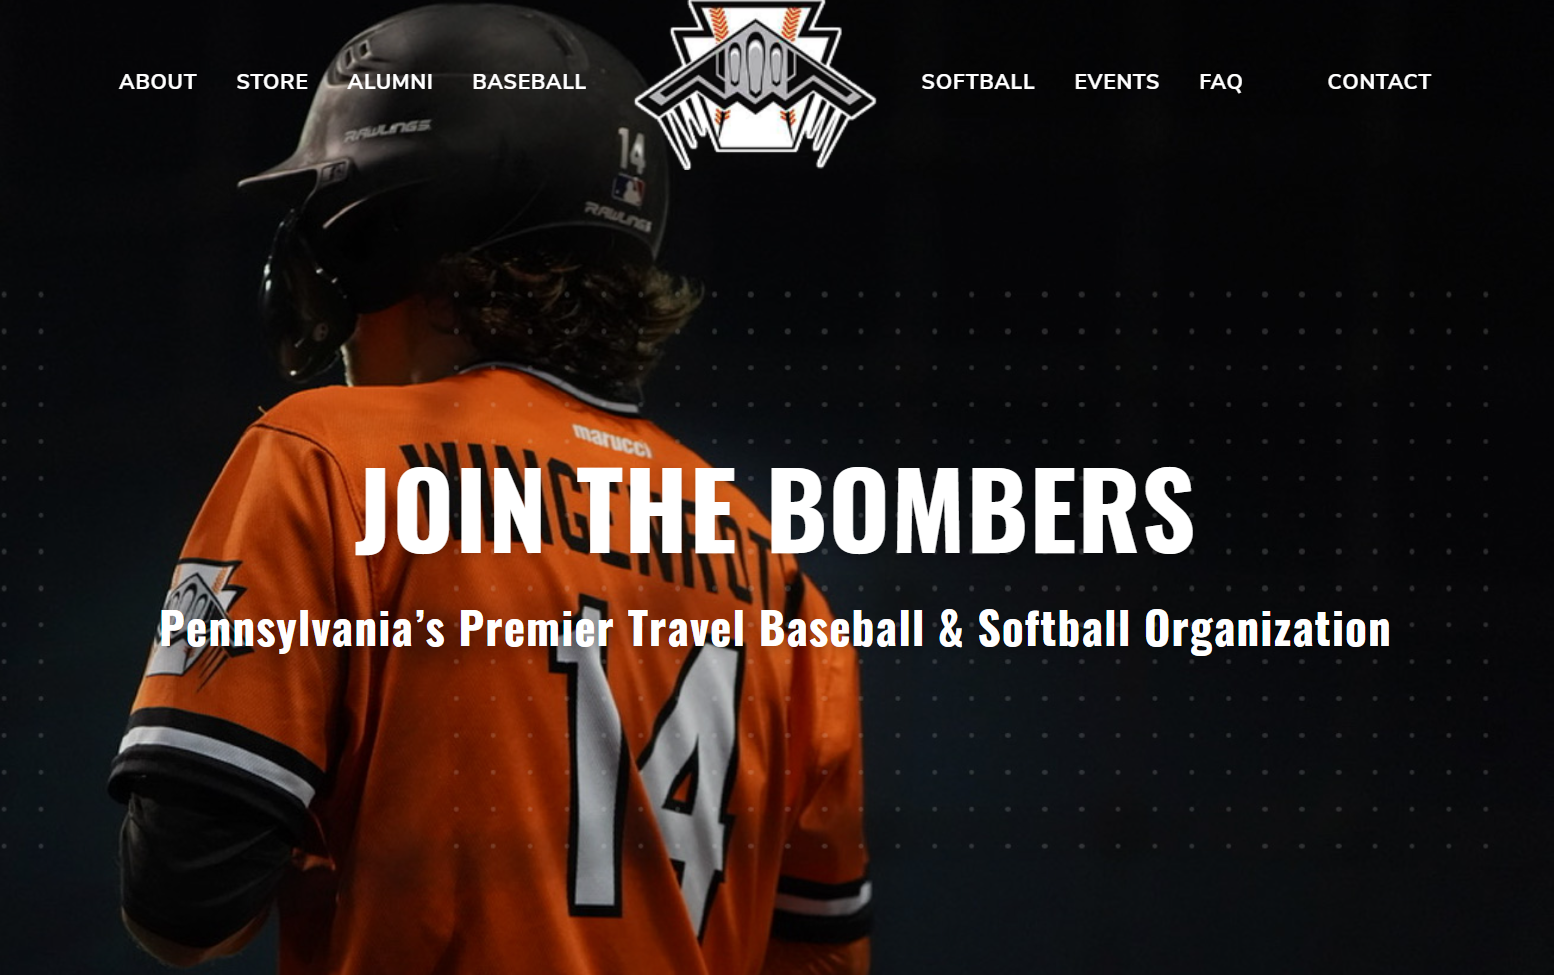 ABOUT STORE ALUMNI BASEBALL SOFTBALL EVENTS FAQ CONTACT
RAWLINGS
14
RAWLINGS
marucci
JOIN THE BOMBERS
Pennsylvania’s Premier Travel Baseball & Softball Organization
14